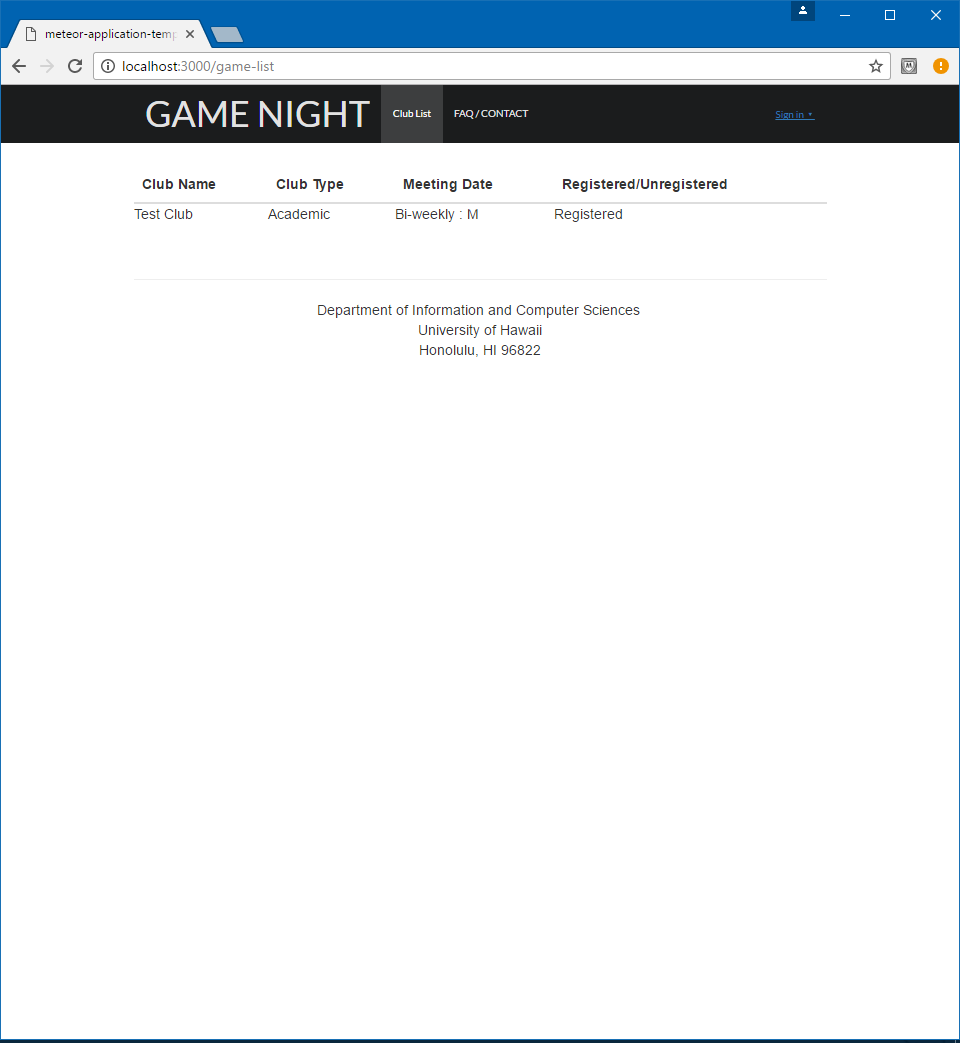 meteor-application-temp
localhost:3000/game-list
GAME NIGHT Club List FAQ / CONTACT Sign in
Club Name Club Type Meeting Date Registered/Unregistered
Test Club Academic Bi-weekly : M Registered
Department of Information and Computer Sciences
University of Hawaii
Honolulu, HI 96822